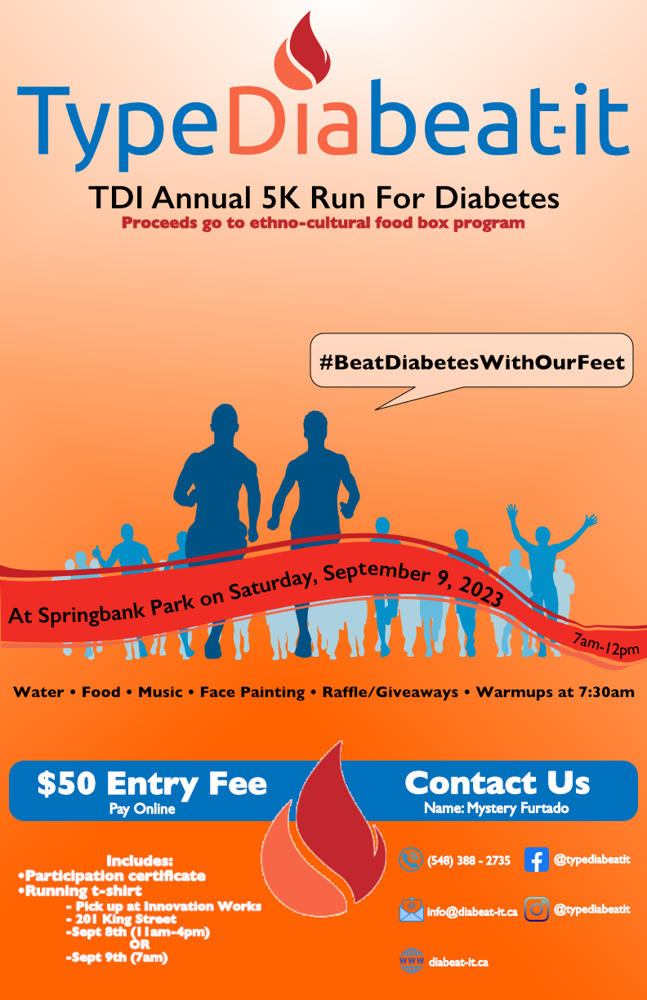 TypeDiabeat-it
TDI Annual 5K Run For Diabetes
Proceeds go to ethno-cultural food box program
#BeatDiabetesWithOurFeet
At Springbank Park on Saturday, September 9, 2023
7am-12pm
Water • Food • Music • Face Painting • Raffle/Giveaways • Warmups at 7:30am
$50 Entry Fee
Pay Online
Contact Us
Name: Mystery Furtado
Includes:
•Participation certificate
•Running t-shirt
- Pick up at Innovation Works
- 201 King Street
-Sept 8th (11am-4pm)
OR
-Sept 9th (7am)
(548) 388 - 2735
@typediabeatit
info@diabeat-it.ca
@typediabeatit
WWW
diabeat-it.ca